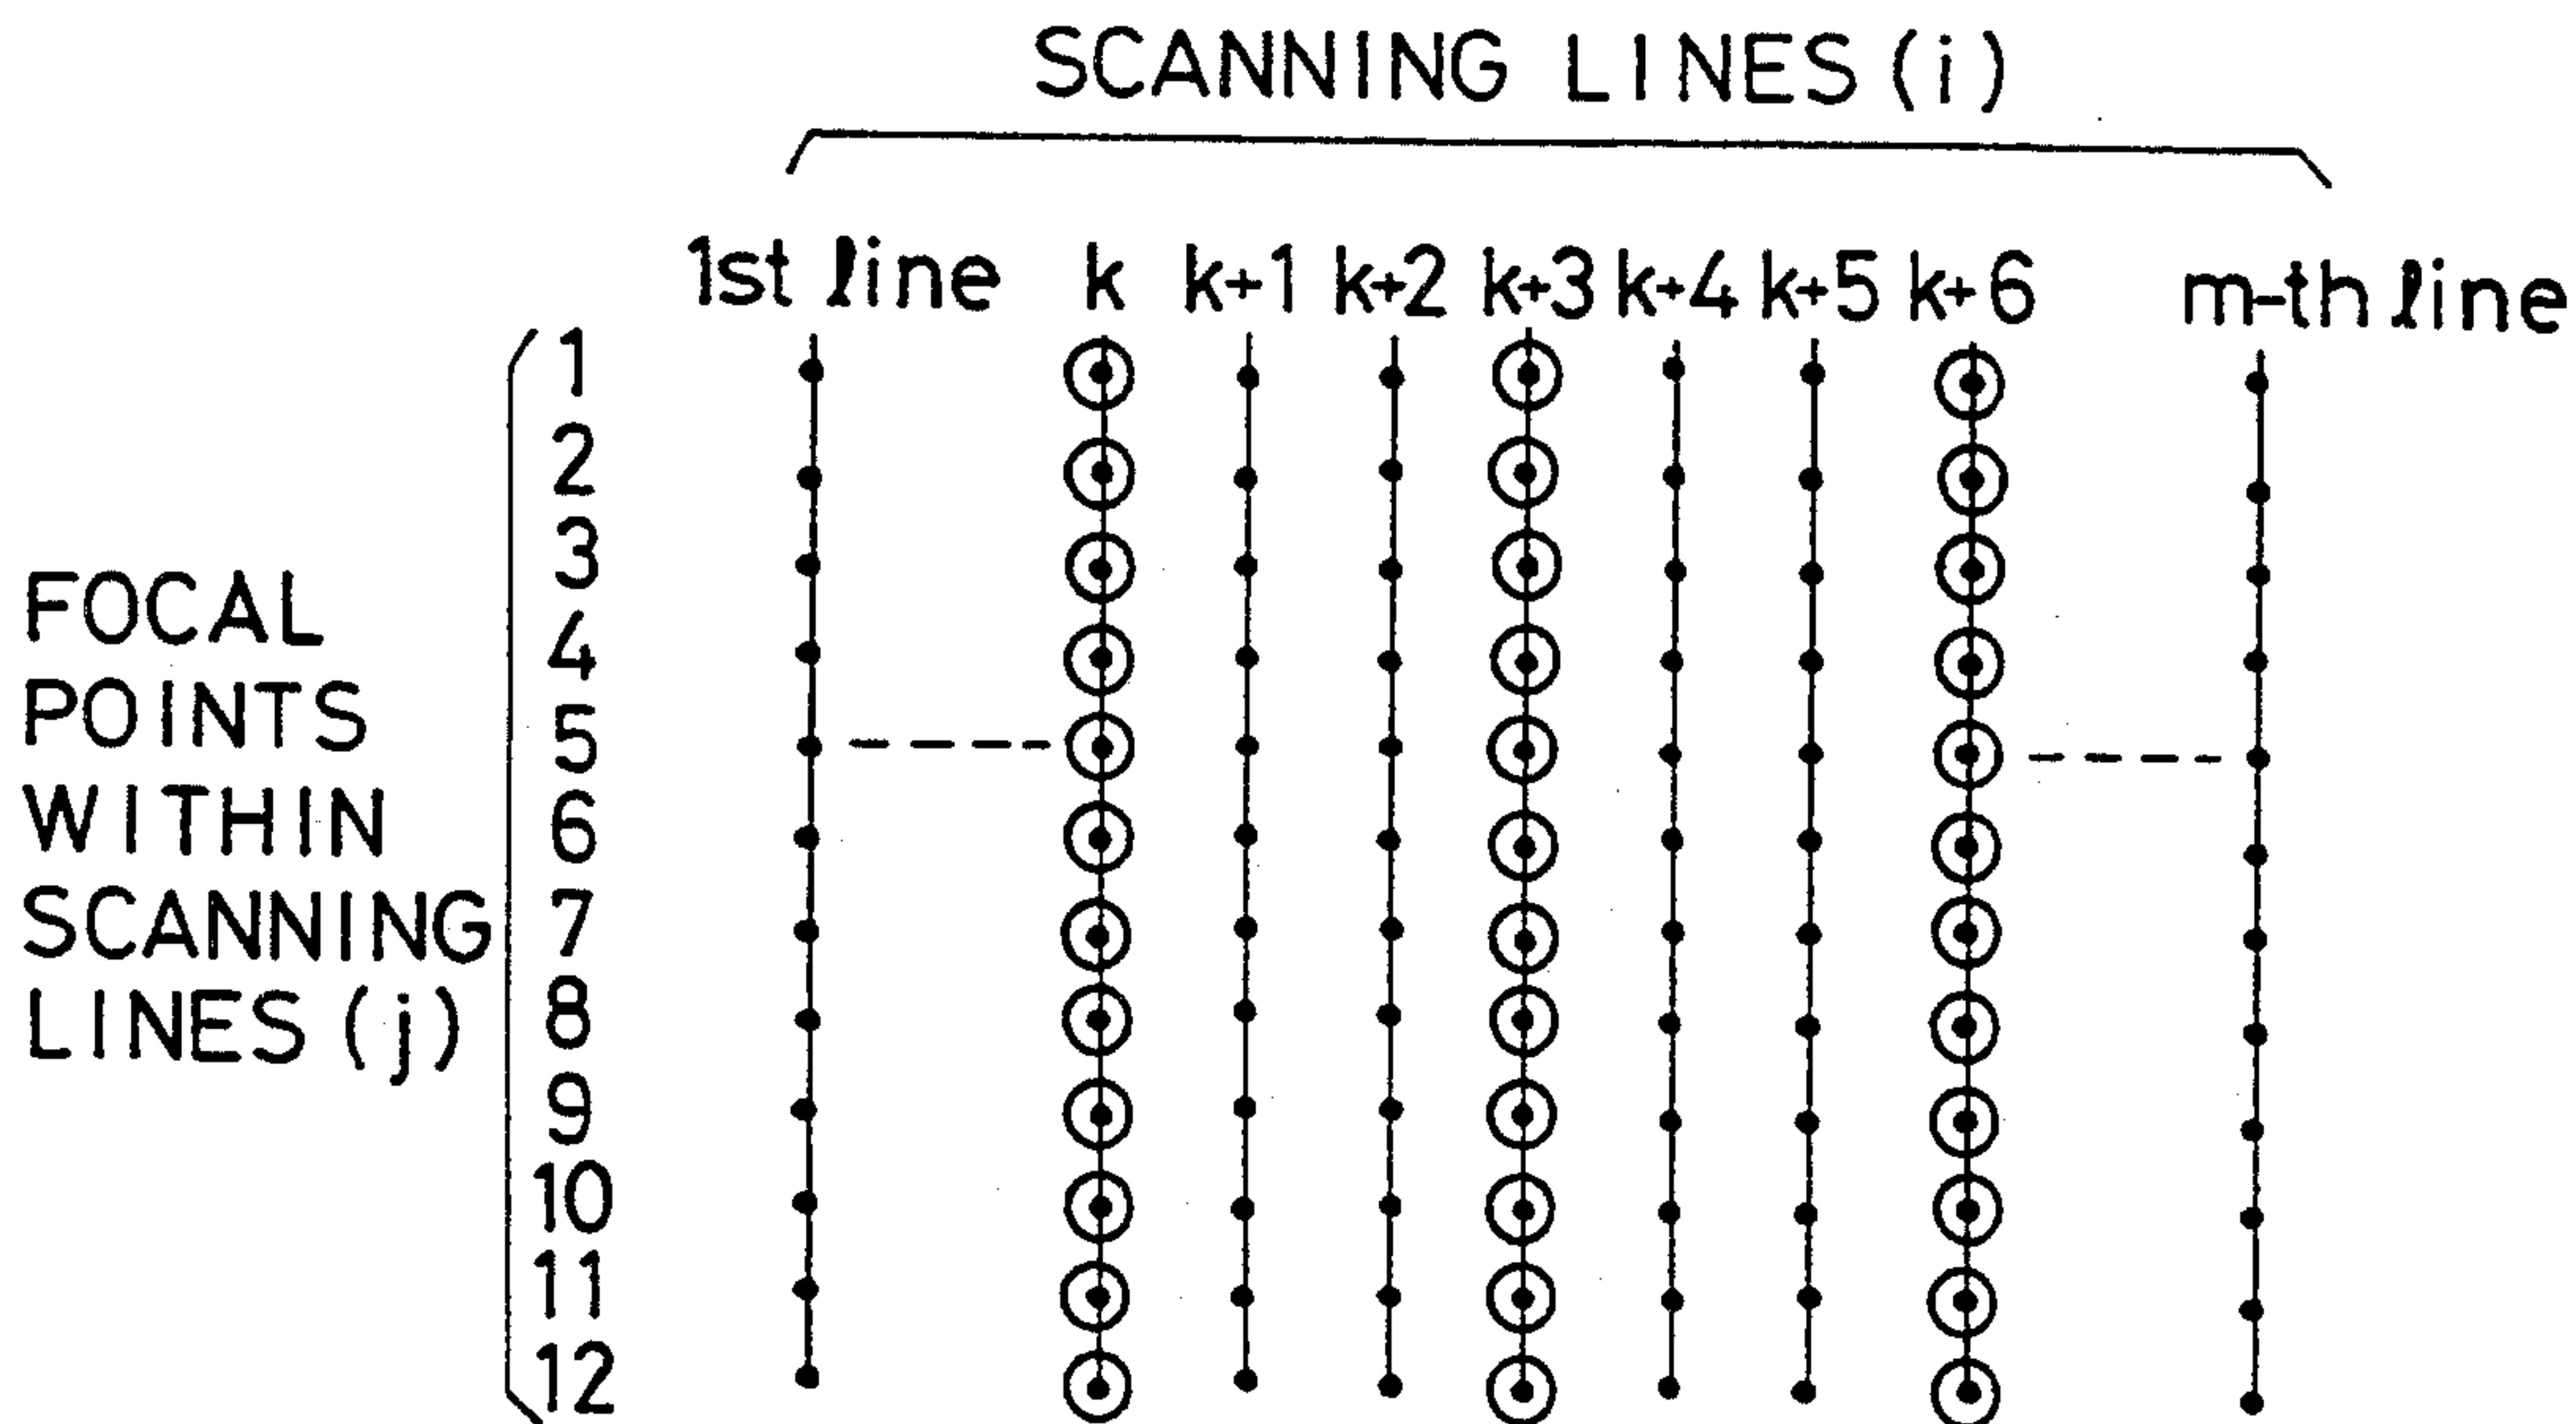 SCANNING LINES (i)
1st line k k+1 k+2 k+3 k+4 k+5 k+6 m-th line
FOCAL
POINTS
WITHIN
SCANNING
LINES (j)
1
2
3
4
5
6
7
8
9
10
11
12